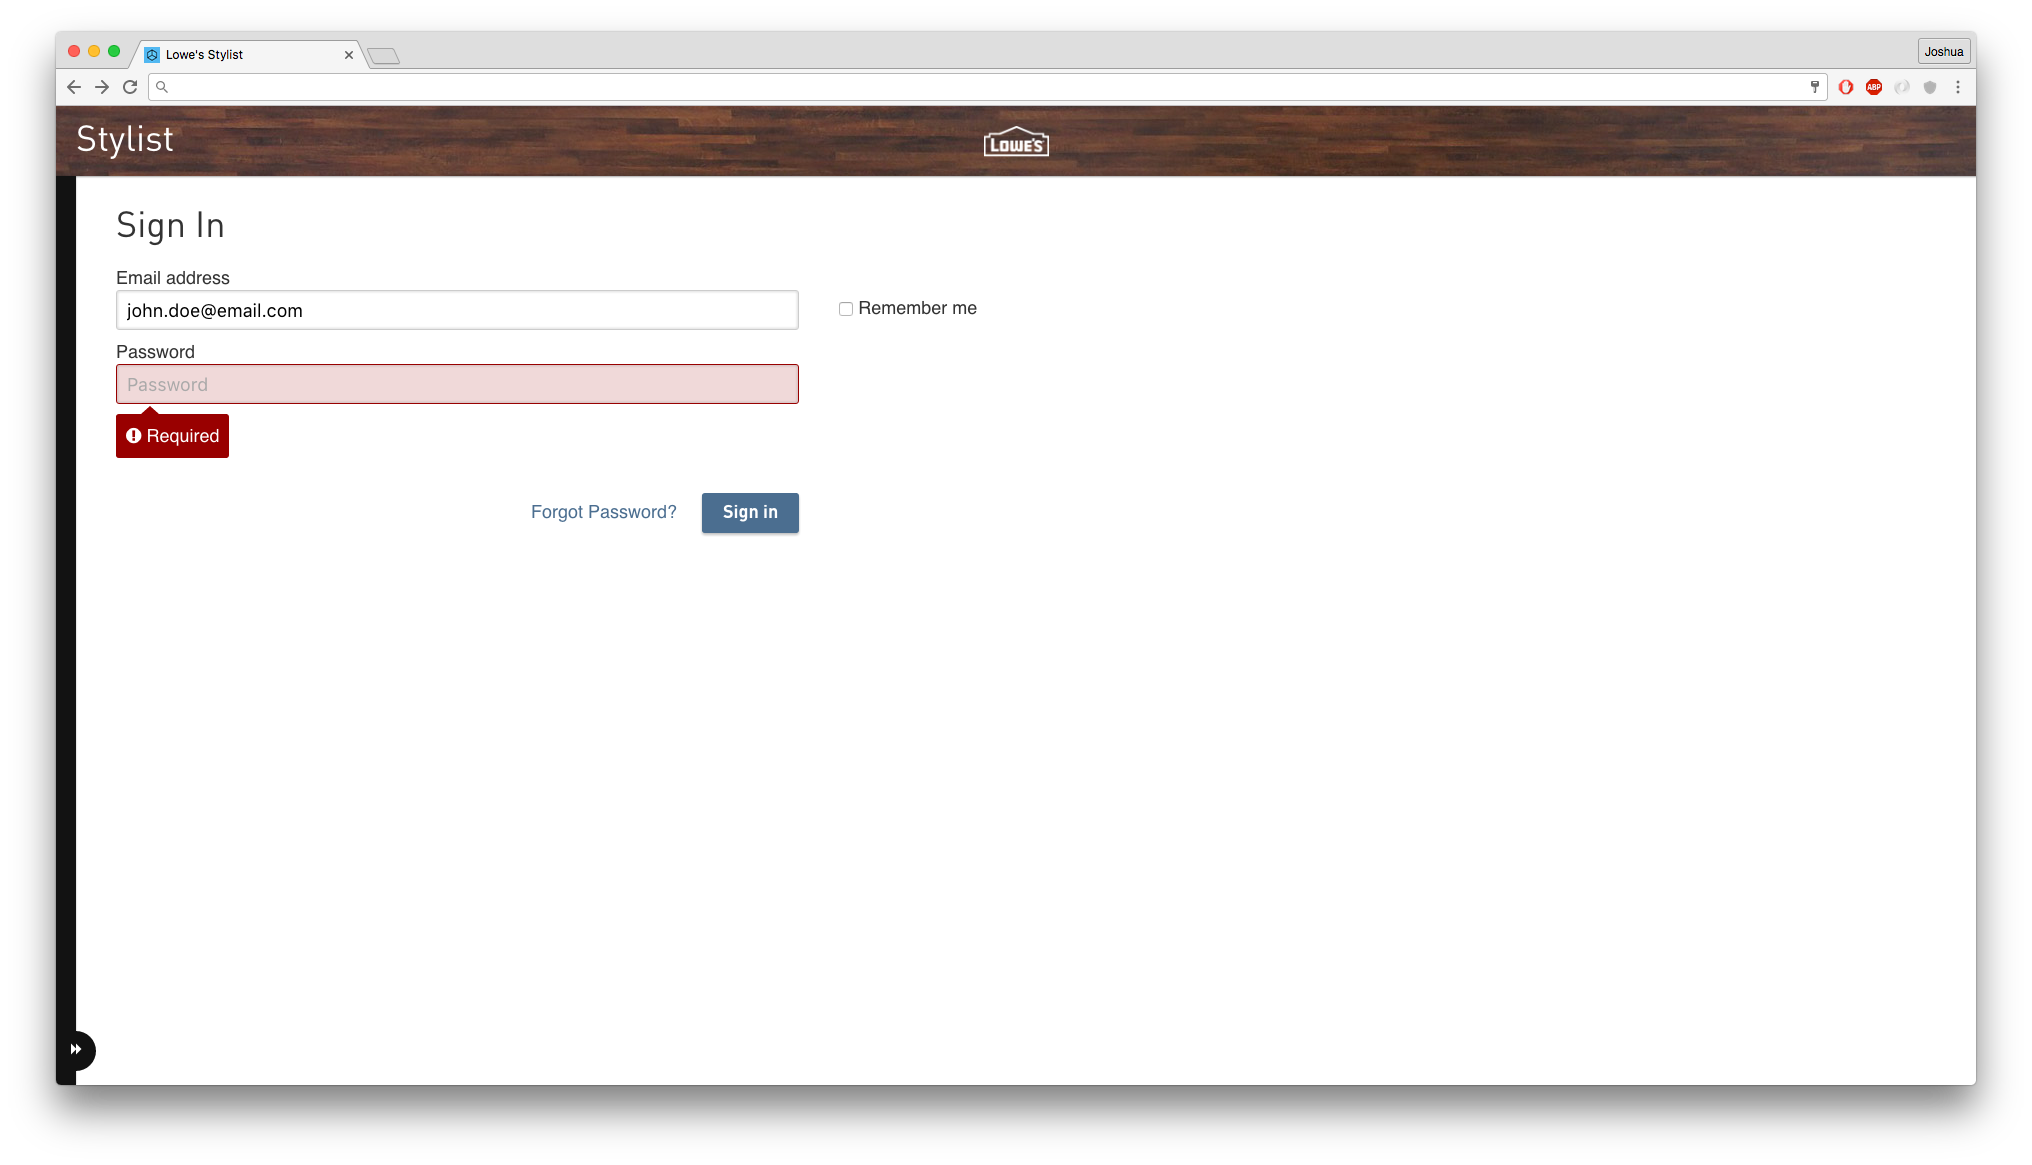 Lowe's Stylist
Joshua
ABP
Stylist
LOWE'S
Sign In
Email address
john.doe@email.com
Remember me
Password
Password
Required
Forgot Password?
Sign in